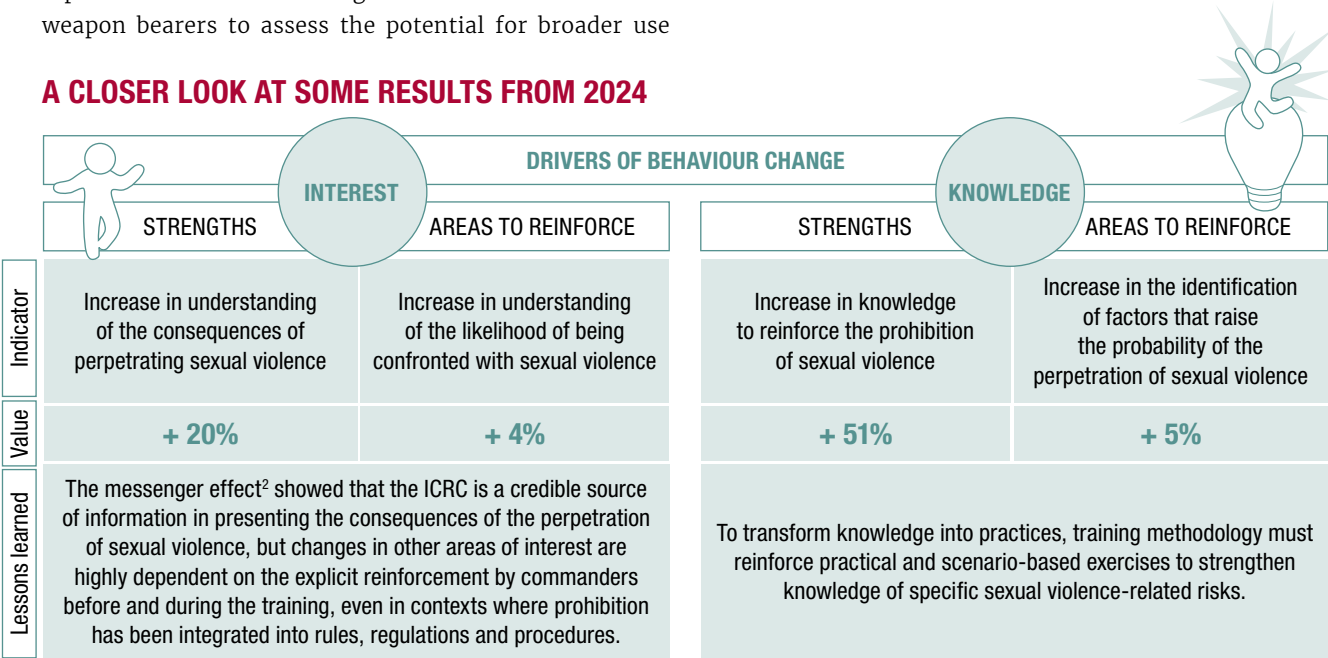 weapon bearers to assess the potential for broader use
A CLOSER LOOK AT SOME RESULTS FROM 2024
DRIVERS OF BEHAVIOUR CHANGE
INTEREST
STRENGTHS
AREAS TO REINFORCE
KNOWLEDGE
STRENGTHS
AREAS TO REINFORCE
Indicator
Increase in understanding
of the consequences of
perpetrating sexual violence
Increase in understanding
of the likelihood of being
confronted with sexual violence
Increase in knowledge
to reinforce the prohibition
of sexual violence
Increase in the identification
of factors that raise
the probability of the
perpetration of sexual violence
Value
+ 20%
+ 4%
+ 51%
+ 5%
Lessons learned
The messenger effect² showed that the ICRC is a credible source
of information in presenting the consequences of the perpetration
of sexual violence, but changes in other areas of interest are
highly dependent on the explicit reinforcement by commanders
before and during the training, even in contexts where prohibition
has been integrated into rules, regulations and procedures.
To transform knowledge into practices, training methodology must
reinforce practical and scenario-based exercises to strengthen
knowledge of specific sexual violence-related risks.